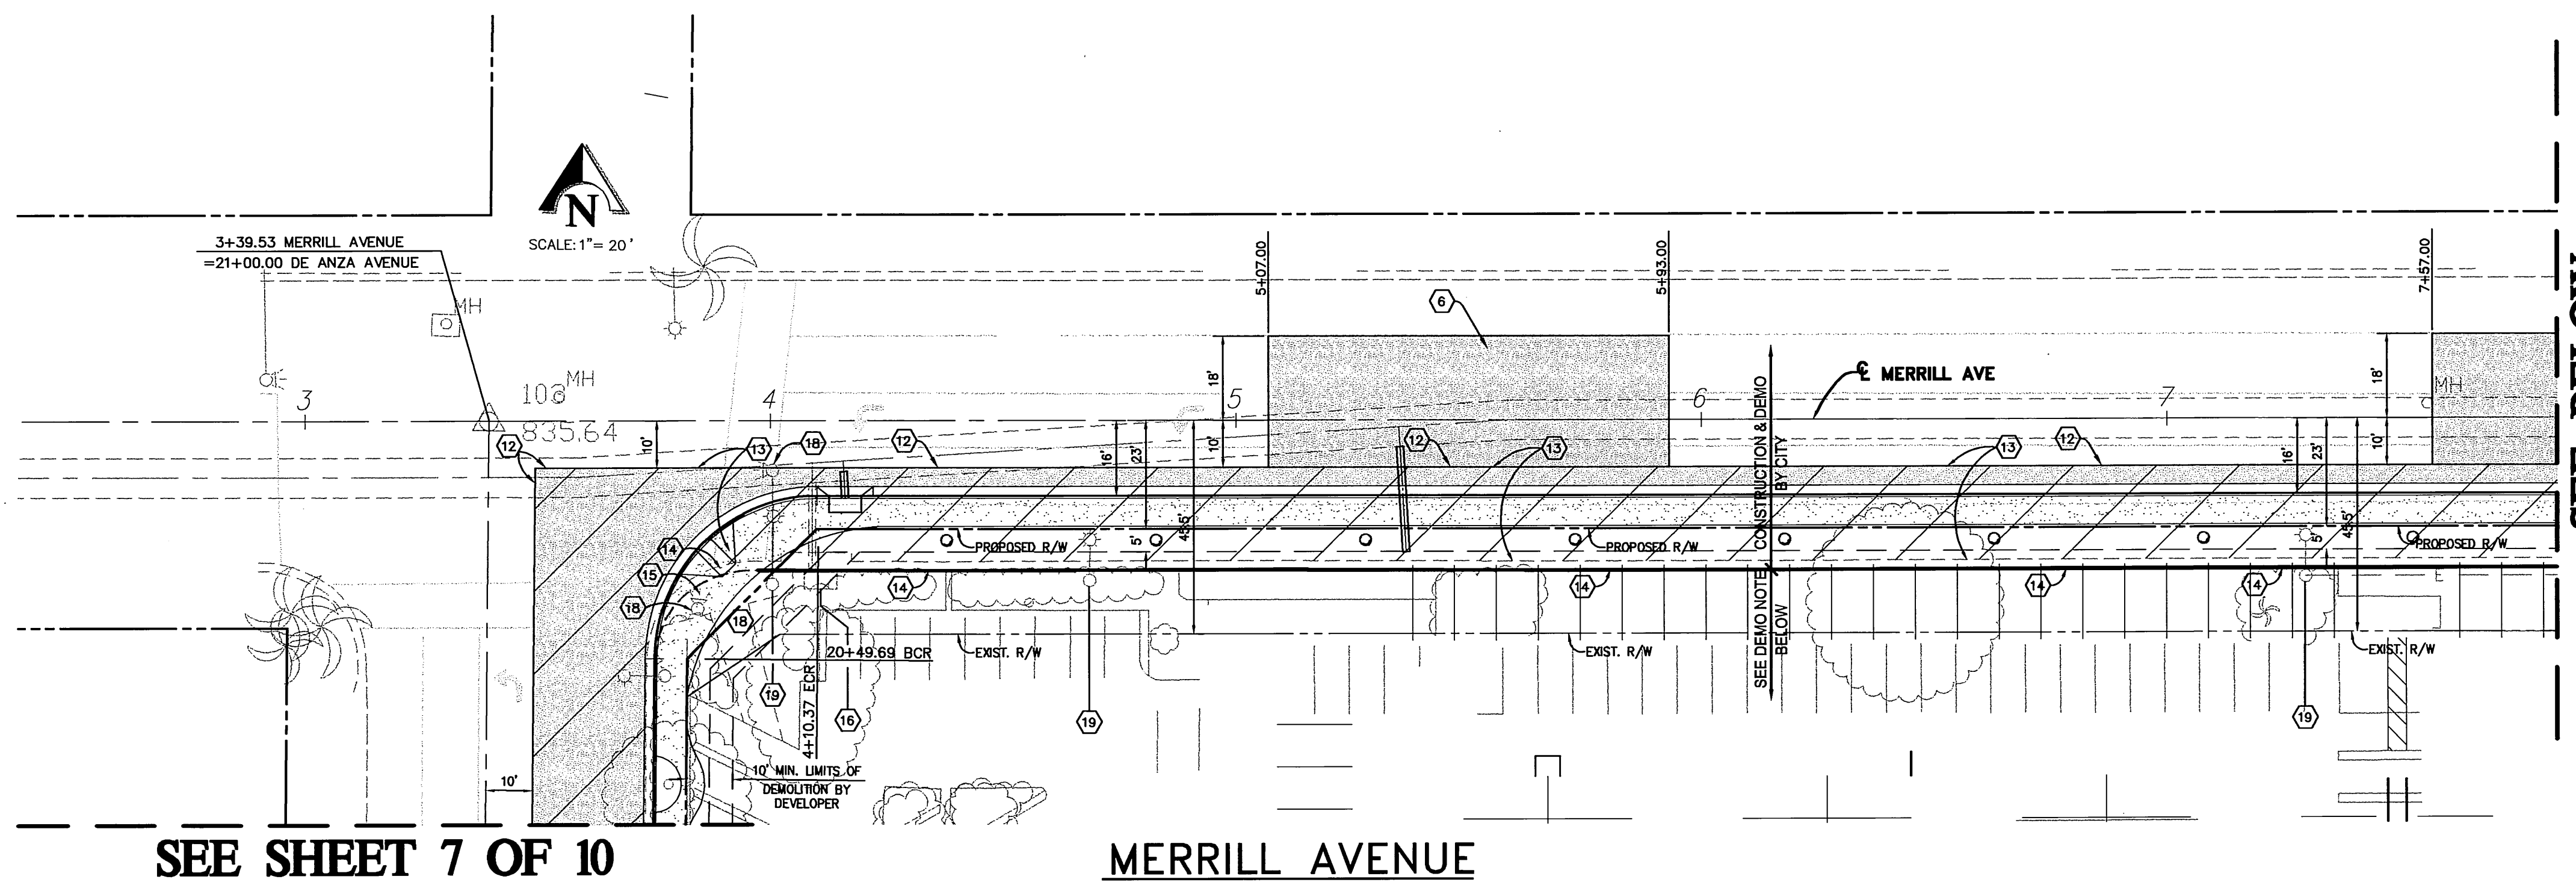 N
SCALE: 1"= 20'
3+39.53 MERRILL AVENUE
=21+00.00 DE ANZA AVENUE
MH
MH
835.64
3
4
5
6
7
5+07.00
5+93.00
7+57.00
6
18'
18'
MH
℄ MERRILL AVE
12
10'
13
18
12
16'
23'
10'
12
13
13
12
16'
23'
10'
CONSTRUCTION & DEMO
BY CITY
14
15
18
18
5'
45.5'
PROPOSED R/W
PROPOSED R/W
5'
45.5'
PROPOSED R/W
14
14
14
14
SEE DEMO NOTE
BELOW
20+49.69 BCR
4+10.37 ECR
EXIST. R/W
EXIST. R/W
EXIST. R/W
19
16
19
19
10'
10' MIN. LIMITS OF
DEMOLITION BY
DEVELOPER
SEE SHEET 7 OF 10
MERRILL AVENUE